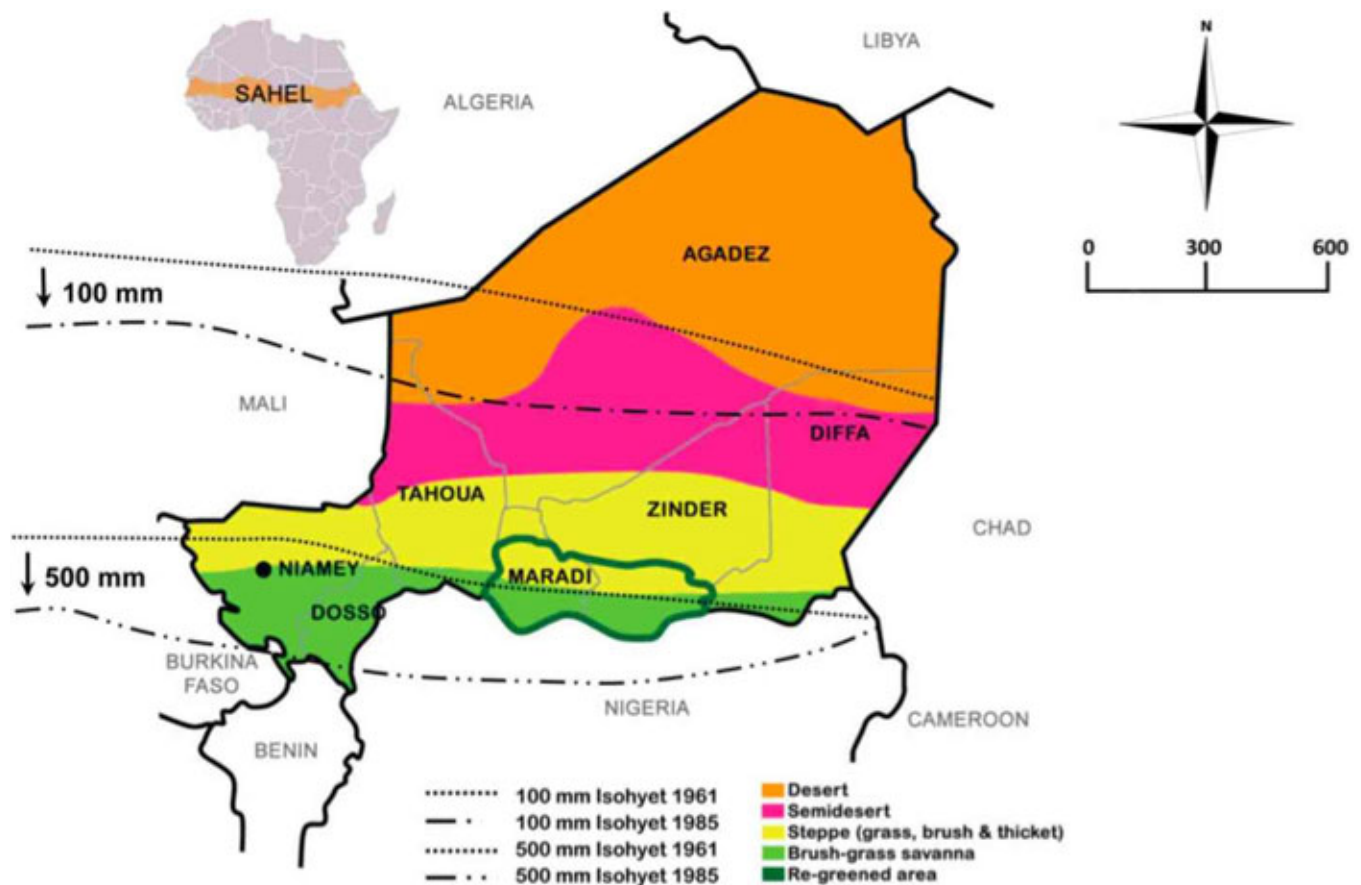 N
LIBYA
SAHEL
ALGERIA
0 300 600
AGADEZ
100 mm
MALI
DIFFA
TAHOUA
ZINDER
CHAD
500 mm
NIAMEY
MARADI
DOSSO
BURKINA
FASO
NIGERIA
CAMEROON
BENIN
100 mm Isohyet 1961
100 mm Isohyet 1985
500 mm Isohyet 1961
500 mm Isohyet 1985
Desert
Semidesert
Steppe (grass, brush & thicket)
Brush-grass savanna
Re-greened area